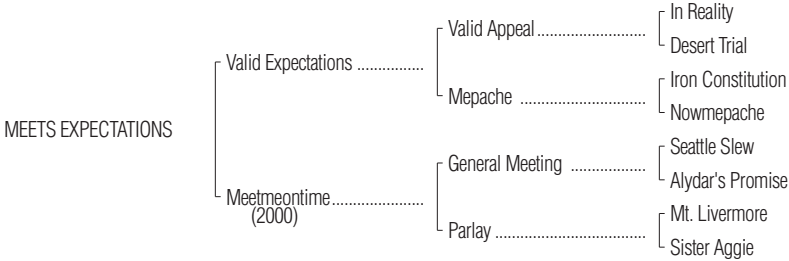 In Reality
Valid Appeal..........................
Desert Trial
Valid Expectations ................
Iron Constitution
Mepache ..............................
Nowmepache
MEETS EXPECTATIONS
Seattle Slew
General Meeting ..................
Alydar's Promise
Meetmeontime......................
(2000)
Mt. Livermore
Parlay ....................................
Sister Aggie